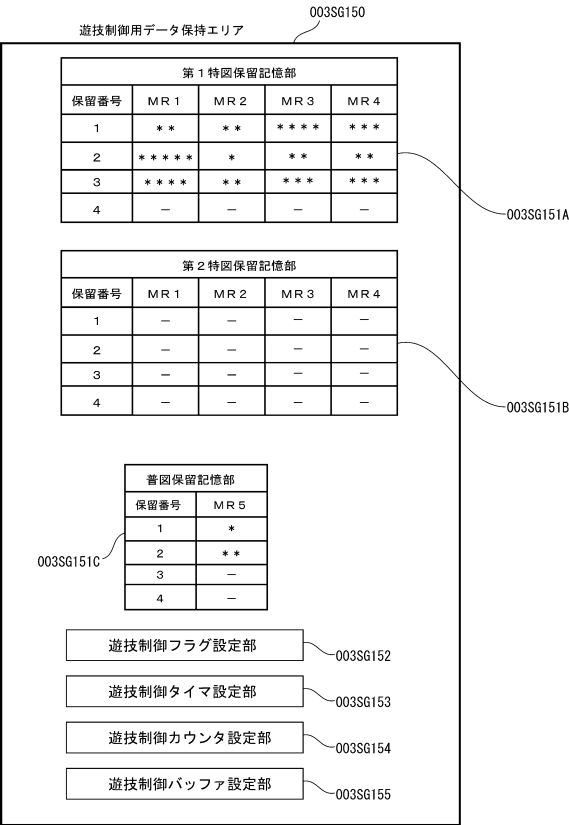 003SG150
遊技制御用データ保持エリア
第1特図保留記憶部
保留番号 MR1 MR2 MR3 MR4
1 ** ** **** ***
2 ***** * ** **
3 **** ** *** ***
4 － － － －
003SG151A
第2特図保留記憶部
保留番号 MR1 MR2 MR3 MR4
1 － － － －
2 － － － －
3 － － － －
4 － － － －
003SG151B
普図保留記憶部
保留番号 MR5
1 *
2 **
3 －
4 －
003SG151C
遊技制御フラグ設定部
003SG152
遊技制御タイマ設定部
003SG153
遊技制御カウンタ設定部
003SG154
遊技制御バッファ設定部
003SG155